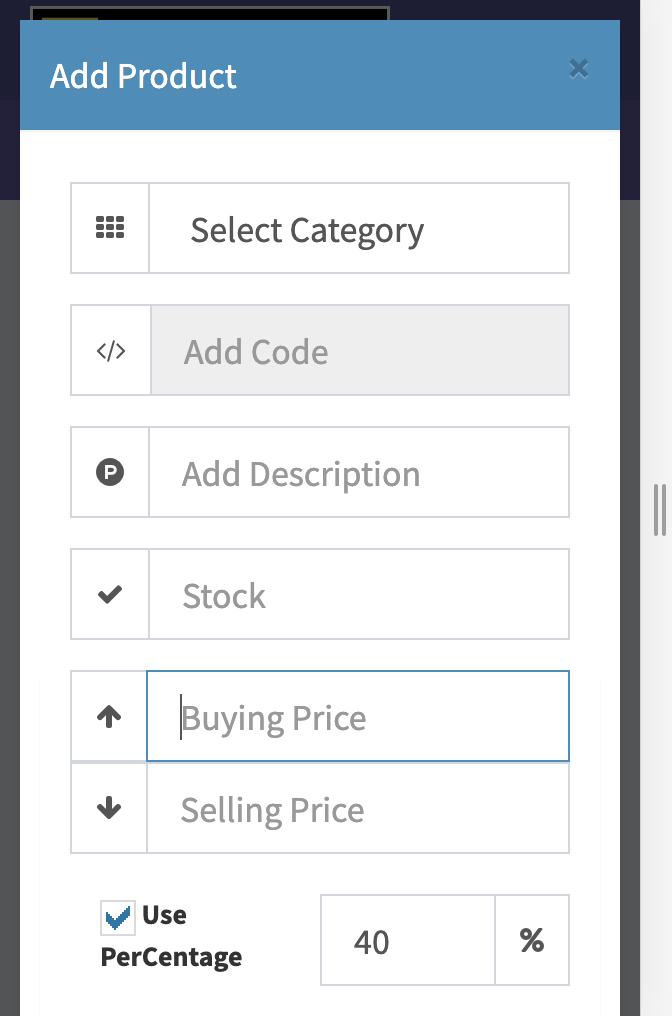 Add Product ×
Select Category
</> Add Code
P Add Description
Stock
Buying Price
Selling Price
Use
PerCentage
40 %